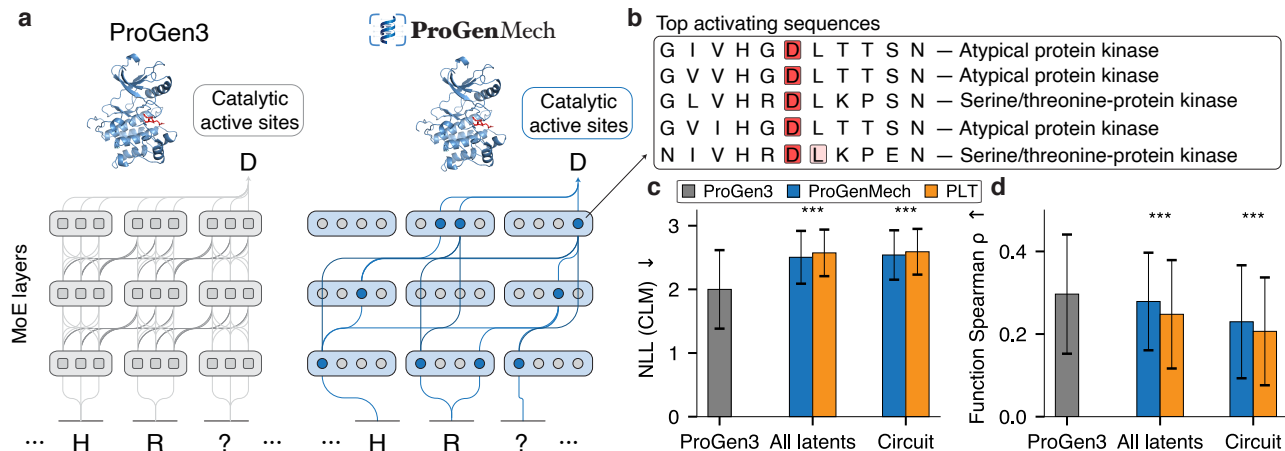 a
ProGen3
ProGenMech
Catalytic
active sites
Catalytic
active sites
D
D
MoE layers
... H R ? ...
... H R ? ...
b
Top activating sequences
G I V H G D L T T S N — Atypical protein kinase
G V V H G D L T T S N — Atypical protein kinase
G L V H R D L K P S N — Serine/threonine-protein kinase
G V I H G D L T T S N — Atypical protein kinase
N I V H R D L K P E N — Serine/threonine-protein kinase
c
ProGen3 ProGenMech PLT
d
NLL (CLM) ↓
3
2
1
0
*** ***
ProGen3 All latents Circuit
Function Spearman ρ ↑
0.4
0.2
0.0
*** ***
ProGen3 All latents Circuit